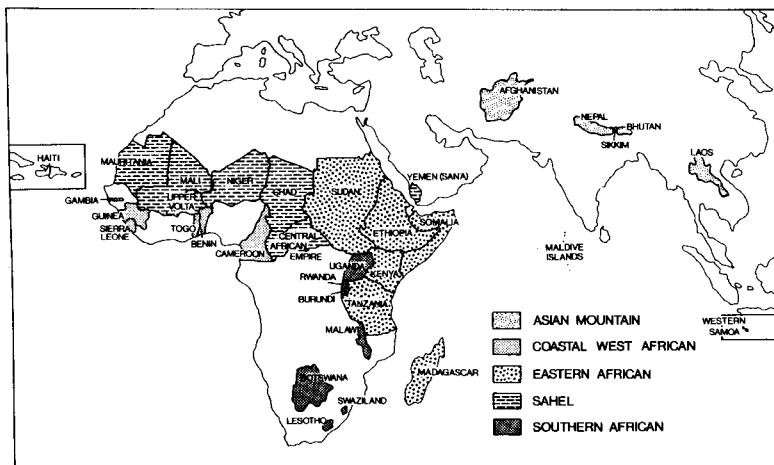 AFGHANISTAN
NEPAL
BHUTAN
SIKKIM
LAOS
HAITI
MAURITANIA
MALI
NIGER
CHAD
SUDAN
YEMEN (SANA)
GAMBIA
UPPER
VOLTA
GUINEA
SIERRA
LEONE
TOGO
BENIN
CAMEROON
CENTRAL
AFRICAN
EMPIRE
ETHIOPIA
SOMALIA
UGANDA
KENYA
RWANDA
BURUNDI
TANZANIA
MALAWI
MALDIVE
ISLANDS
WESTERN
SAMOA
BOTSWANA
SWAZILAND
LESOTHO
MADAGASCAR
ASIAN MOUNTAIN
COASTAL WEST AFRICAN
EASTERN AFRICAN
SAHEL
SOUTHERN AFRICAN